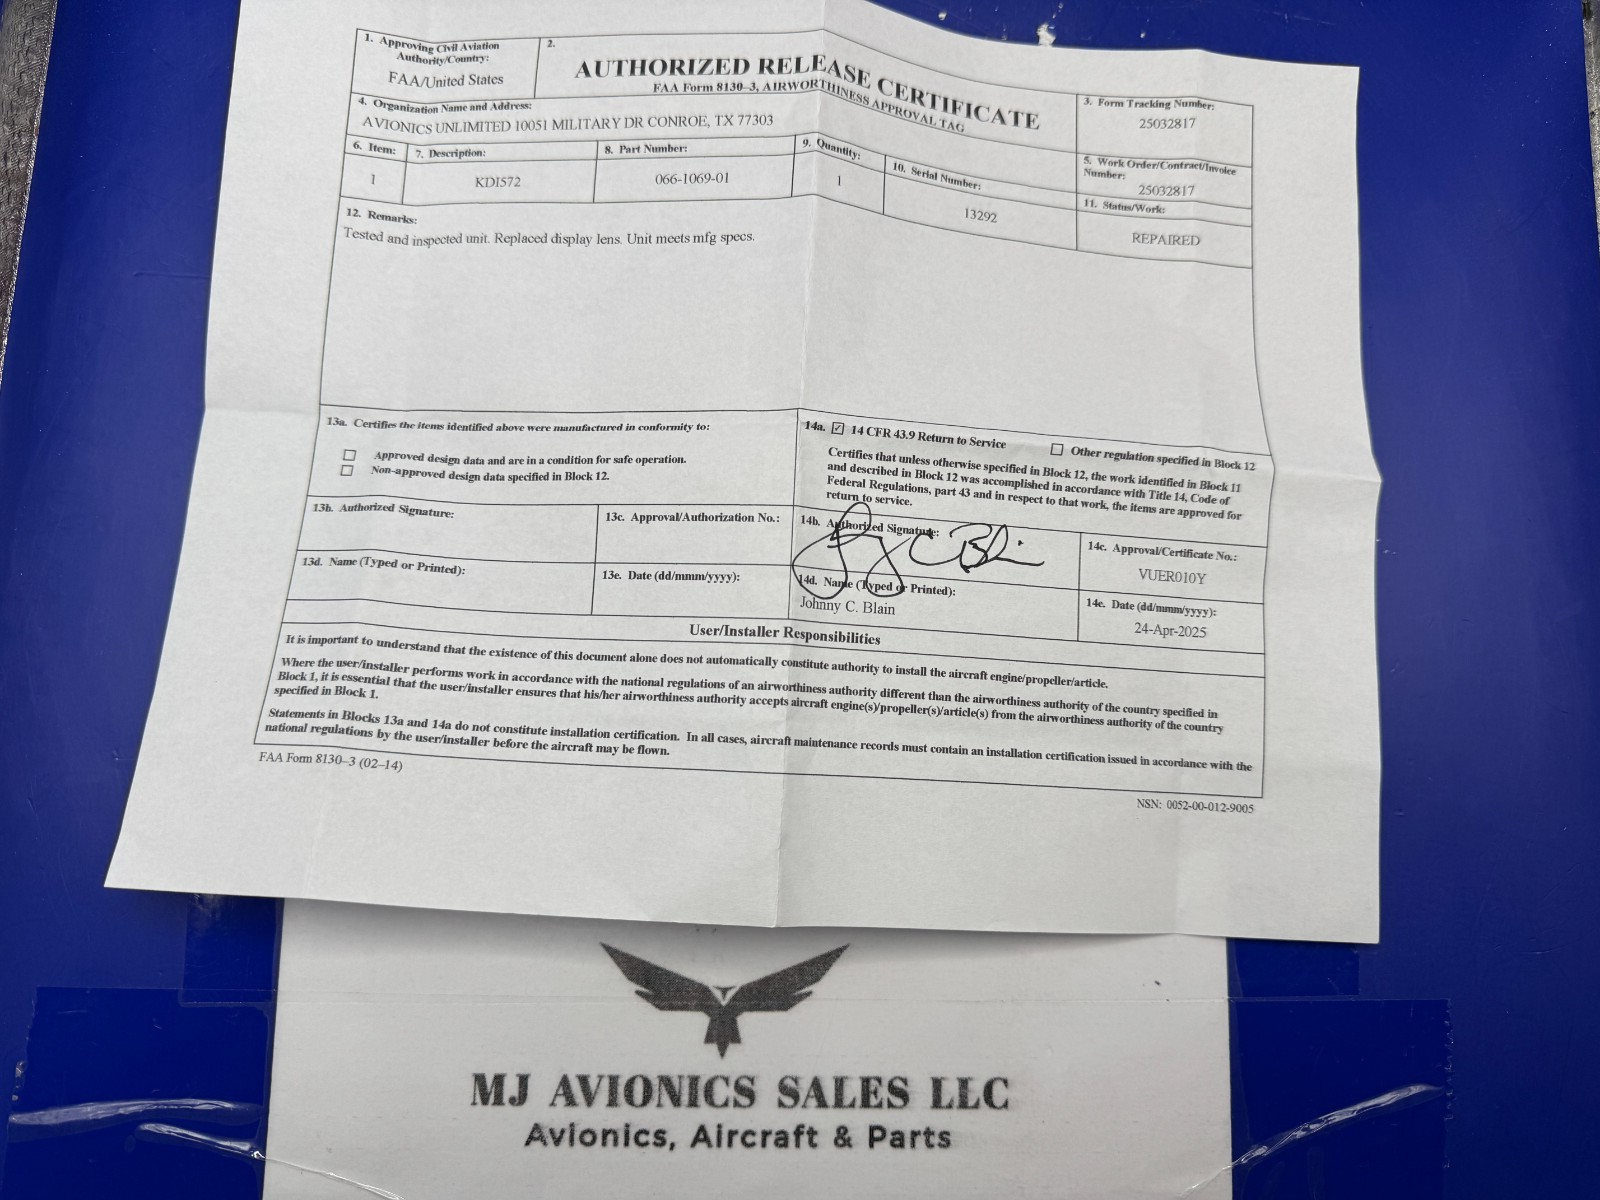 1. Approving Civil Aviation
Authority/Country:
FAA/United States
2.
AUTHORIZED RELEASE CERTIFICATE
FAA Form 8130–3, AIRWORTHINESS APPROVAL TAG
3. Form Tracking Number:
25032817
4. Organization Name and Address:
AVIONICS UNLIMITED 10051 MILITARY DR CONROE, TX 77303
5. Work Order/Contract/Invoice
Number:
25032817
6. Item:
1
7. Description:
KDI572
8. Part Number:
066-1069-01
9. Quantity:
1
10. Serial Number:
13292
11. Status/Work:
REPAIRED
12. Remarks:
Tested and inspected unit. Replaced display lens. Unit meets mfg specs.
13a. Certifies the items identified above were manufactured in conformity to:
Approved design data and are in a condition for safe operation.
Non-approved design data specified in Block 12.
14a. ☑ 14 CFR 43.9 Return to Service
Other regulation specified in Block 12
Certifies that unless otherwise specified in Block 12, the work identified in Block 11
and described in Block 12 was accomplished in accordance with Title 14, Code of
Federal Regulations, part 43 and in respect to that work, the items are approved for
return to service.
13b. Authorized Signature:
13c. Approval/Authorization No.:
14b. Authorized Signature:
14c. Approval/Certificate No.:
VUER010Y
13d. Name (Typed or Printed):
13e. Date (dd/mmm/yyyy):
14d. Name (Typed or Printed):
Johnny C. Blain
14e. Date (dd/mmm/yyyy):
24-Apr-2025
User/Installer Responsibilities
It is important to understand that the existence of this document alone does not automatically constitute authority to install the aircraft engine/propeller/article.
Where the user/installer performs work in accordance with the national regulations of an airworthiness authority different than the airworthiness authority of the country specified in
Block 1, it is essential that the user/installer ensures that his/her airworthiness authority accepts aircraft engine(s)/propeller(s)/article(s) from the airworthiness authority of the country
specified in Block 1.
Statements in Blocks 13a and 14a do not constitute installation certification. In all cases, aircraft maintenance records must contain an installation certification issued in accordance with the
national regulations by the user/installer before the aircraft may be flown.
FAA Form 8130–3 (02–14)
NSN: 0052-00-012-9005
MJ AVIONICS SALES LLC
Avionics, Aircraft & Parts